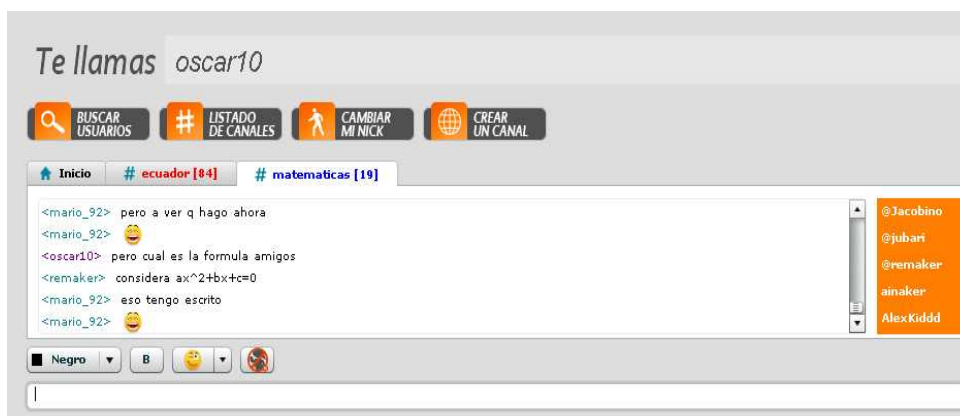 Te llamas oscar10
BUSCAR
USUARIOS
LISTADO
DE CANALES
CAMBIAR
MI NICK
CREAR
UN CANAL
Inicio # ecuador [84] # matematicas [19]
<mario_92> pero a ver q hago ahora
<mario_92>
<oscar10> pero cual es la formula amigos
<remaker> considera ax^2+bx+c=0
<mario_92> eso tengo escrito
<mario_92>
@Jacobino
@jubari
@remaker
ainaker
AlexKiddd
Negro B